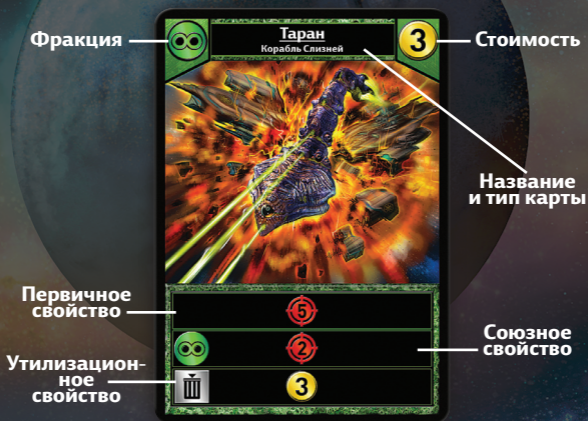 Фракция
Таран
Корабль Слизней
3
Стоимость
Название
и тип карты
Первичное
свойство
5
2
Союзное
свойство
Утилизацион-
ное
свойство
3